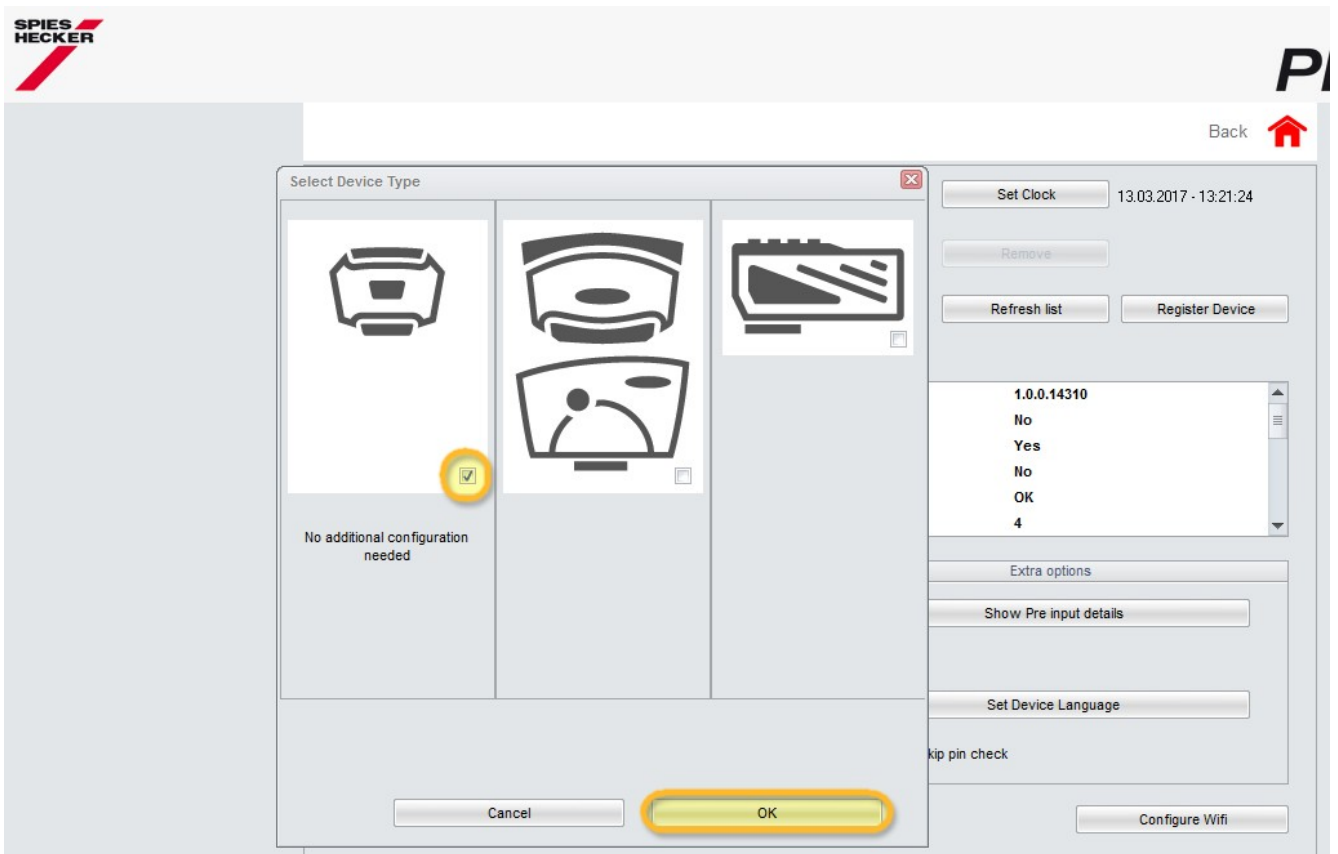 SPIES
HECKER
Back
Select Device Type
Set Clock
13.03.2017 - 13:21:24
Remove
Refresh list
Register Device
1.0.0.14310
No
Yes
No
OK
4
No additional configuration
needed
Extra options
Show Pre input details
Set Device Language
kip pin check
Cancel
OK
Configure Wifi